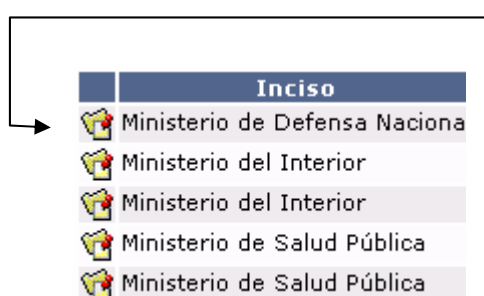 Inciso
Ministerio de Defensa Naciona
Ministerio del Interior
Ministerio del Interior
Ministerio de Salud Pública
Ministerio de Salud Pública